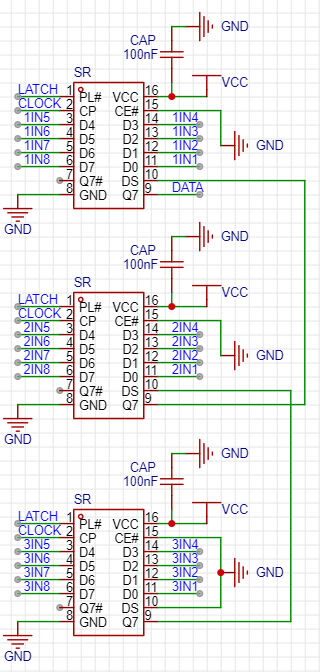 GND
CAP
100nF
VCC
SR
LATCH 1 PL# VCC 16
CLOCK 2 CP CE# 15
1IN5 3 D4 D3 14 1IN4
1IN6 4 D5 D2 13 1IN3
1IN7 5 D6 D1 12 1IN2
1IN8 6 D7 D0 11 1IN1
7 Q7# DS 10
8 GND Q7 9 DATA
GND
GND
GND
CAP
100nF
VCC
SR
LATCH 1 PL# VCC 16
CLOCK 2 CP CE# 15
2IN5 3 D4 D3 14 2IN4
2IN6 4 D5 D2 13 2IN3
2IN7 5 D6 D1 12 2IN2
2IN8 6 D7 D0 11 2IN1
7 Q7# DS 10
8 GND Q7 9
GND
GND
GND
CAP
100nF
VCC
SR
LATCH 1 PL# VCC 16
CLOCK 2 CP CE# 15
3IN5 3 D4 D3 14 3IN4
3IN6 4 D5 D2 13 3IN3
3IN7 5 D6 D1 12 3IN2
3IN8 6 D7 D0 11 3IN1
7 Q7# DS 10
8 GND Q7 9
GND
GND